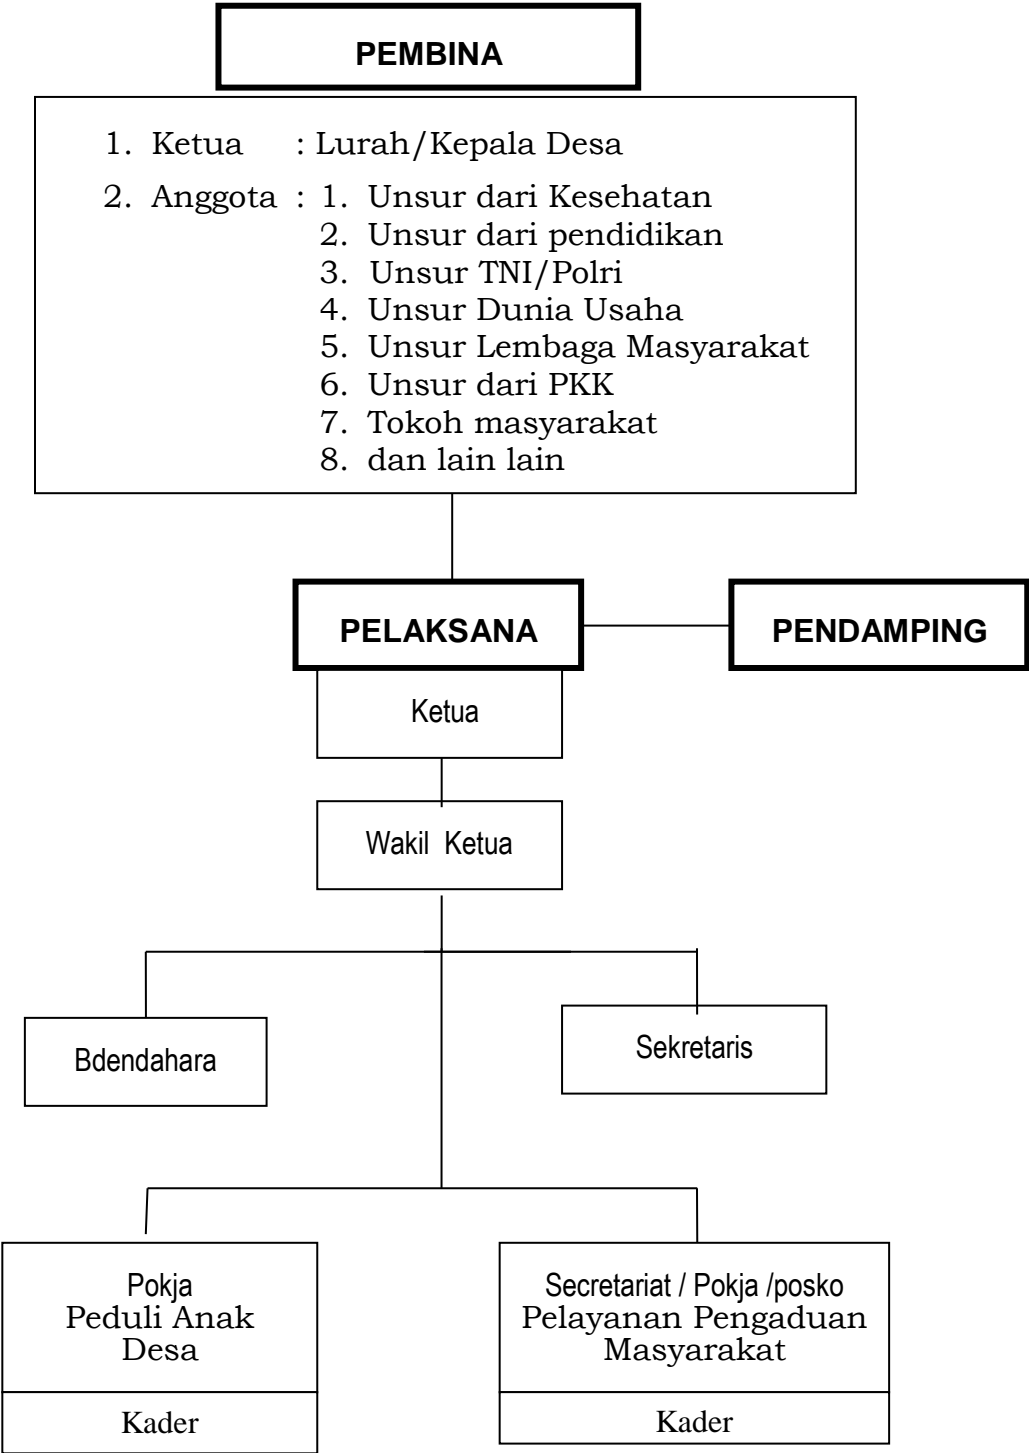 PEMBINA
1. Ketua : Lurah/Kepala Desa
2. Anggota : 1. Unsur dari Kesehatan
2. Unsur dari pendidikan
3. Unsur TNI/Polri
4. Unsur Dunia Usaha
5. Unsur Lembaga Masyarakat
6. Unsur dari PKK
7. Tokoh masyarakat
8. dan lain lain
PELAKSANA
PENDAMPING
Ketua
Wakil Ketua
Bdendahara
Sekretaris
Pokja
Peduli Anak
Desa
Kader
Secretariat / Pokja /posko
Pelayanan Pengaduan
Masyarakat
Kader